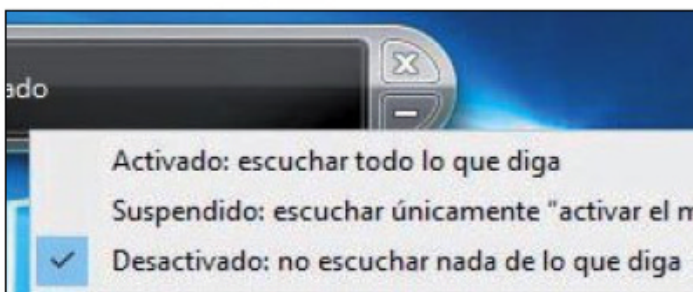 ado
Activado: escuchar todo lo que diga
Suspendido: escuchar únicamente "activar el
Desactivado: no escuchar nada de lo que diga